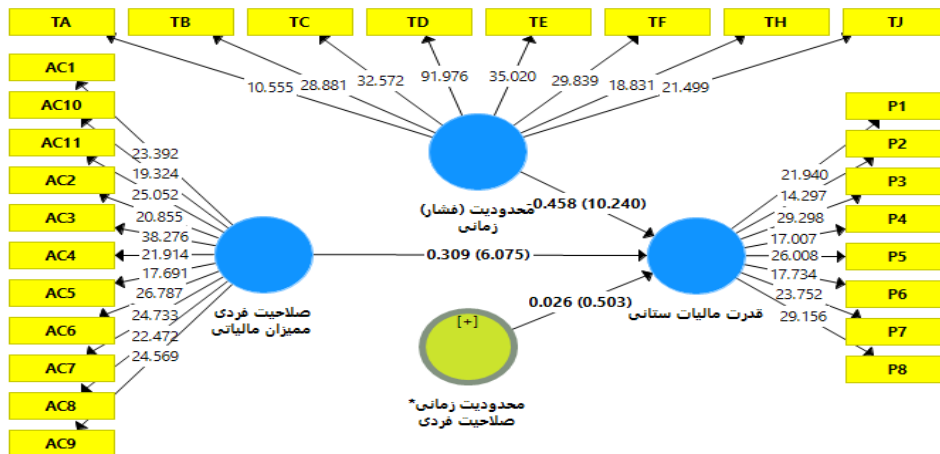 TA TB TC TD TE TF TH TJ
10.555 28.881 32.572 91.976 35.020 29.839 18.831 21.499
AC1
AC10
AC11
AC2
AC3
AC4
AC5
AC6
AC7
AC8
AC9
23.392
19.324
25.052
20.855
38.276
21.914
17.691
26.787
24.733
22.472
24.569
محدودیت (فشار)
زمانی
0.458 (10.240)
0.309 (6.075)
0.026 (0.503)
صلاحیت فردی
ممیزان مالیاتی
قدرت مالیات ستانی
[+]
محدودیت زمانی*
صلاحیت فردی
21.940
14.297
29.298
17.007
26.008
17.734
23.752
29.156
P1
P2
P3
P4
P5
P6
P7
P8